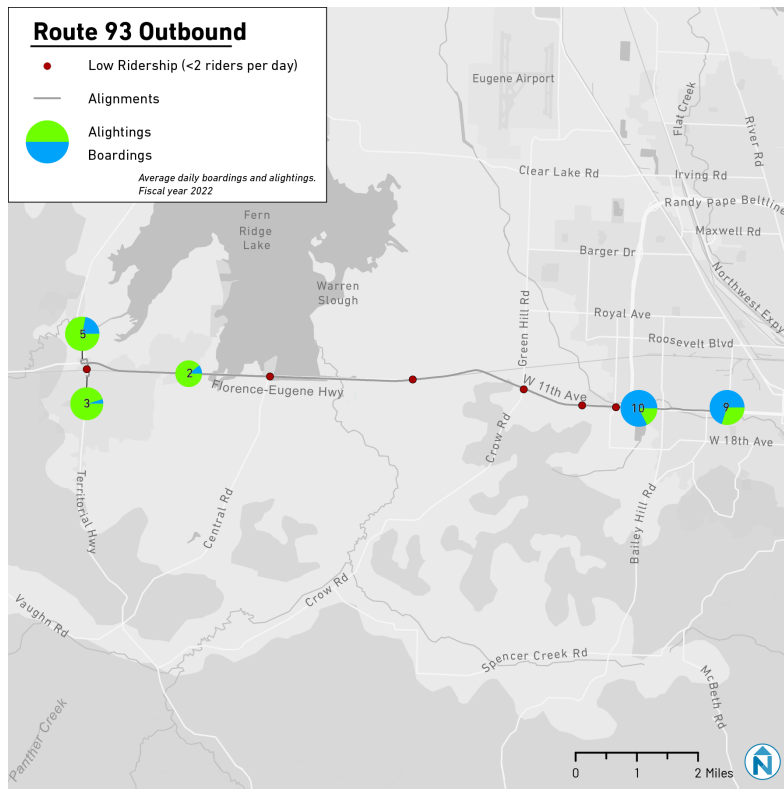 Route 93 Outbound
Low Ridership (<2 riders per day)
Alignments
Alightings
Boardings
Average daily boardings and alightings.
Fiscal year 2022
Eugene Airport
Flat Creek
River Rd
Clear Lake Rd
Irving Rd
Randy Pape Beltline
Maxwell Rd
Fern
Ridge
Lake
Barger Dr
Northwest Expy
Warren
Slough
Green Hill Rd
Royal Ave
Roosevelt Blvd
5
2
Florence-Eugene Hwy
W 11th Ave
3
10
9
Crow Rd
W 18th Ave
Territorial Hwy
Central Rd
Bailey Hill Rd
Vaughn Rd
Crow Rd
Spencer Creek Rd
McBeth Rd
Panther Creek
0 1 2 Miles
N